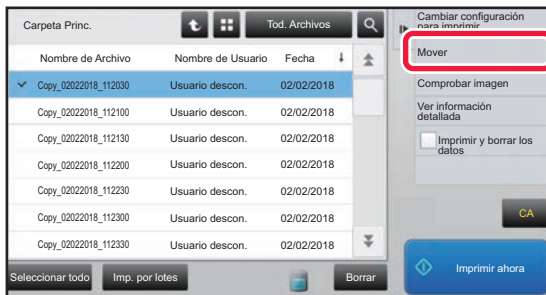 Carpeta Princ.
Tod. Archivos
Nombre de Archivo Nombre de Usuario Fecha
Copy_02022018_112030 Usuario descon. 02/02/2018
Copy_02022018_112100 Usuario descon. 02/02/2018
Copy_02022018_112130 Usuario descon. 02/02/2018
Copy_02022018_112200 Usuario descon. 02/02/2018
Copy_02022018_112230 Usuario descon. 02/02/2018
Copy_02022018_112300 Usuario descon. 02/02/2018
Copy_02022018_112330 Usuario descon. 02/02/2018
Seleccionar todo
Imp. por lotes
Borrar
Cambiar configuración
para imprimir
Mover
Comprobar imagen
Ver información
detallada
Imprimir y borrar los
datos
CA
Imprimir ahora